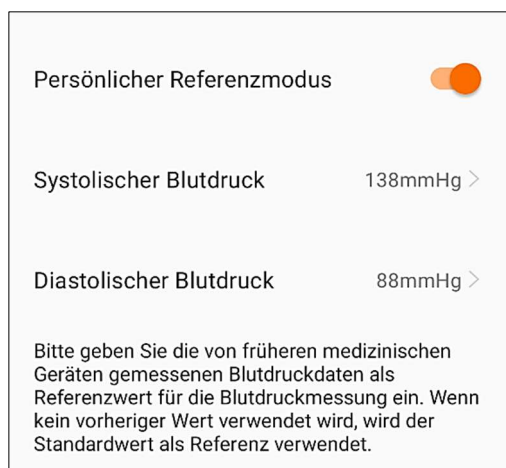 Persönlicher Referenzmodus
Systolischer Blutdruck 138mmHg
Diastolischer Blutdruck 88mmHg
Bitte geben Sie die von früheren medizinischen
Geräten gemessenen Blutdruckdaten als
Referenzwert für die Blutdruckmessung ein. Wenn
kein vorheriger Wert verwendet wird, wird der
Standardwert als Referenz verwendet.